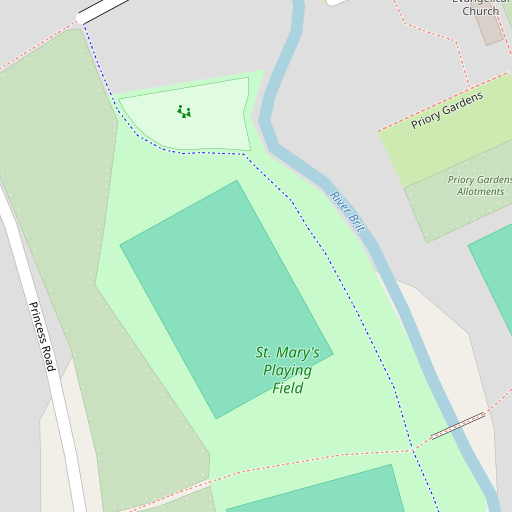 Evangelical
Church
Priory Gardens
Priory Gardens
Allotments
River Brit
Princess Road
St. Mary's
Playing
Field